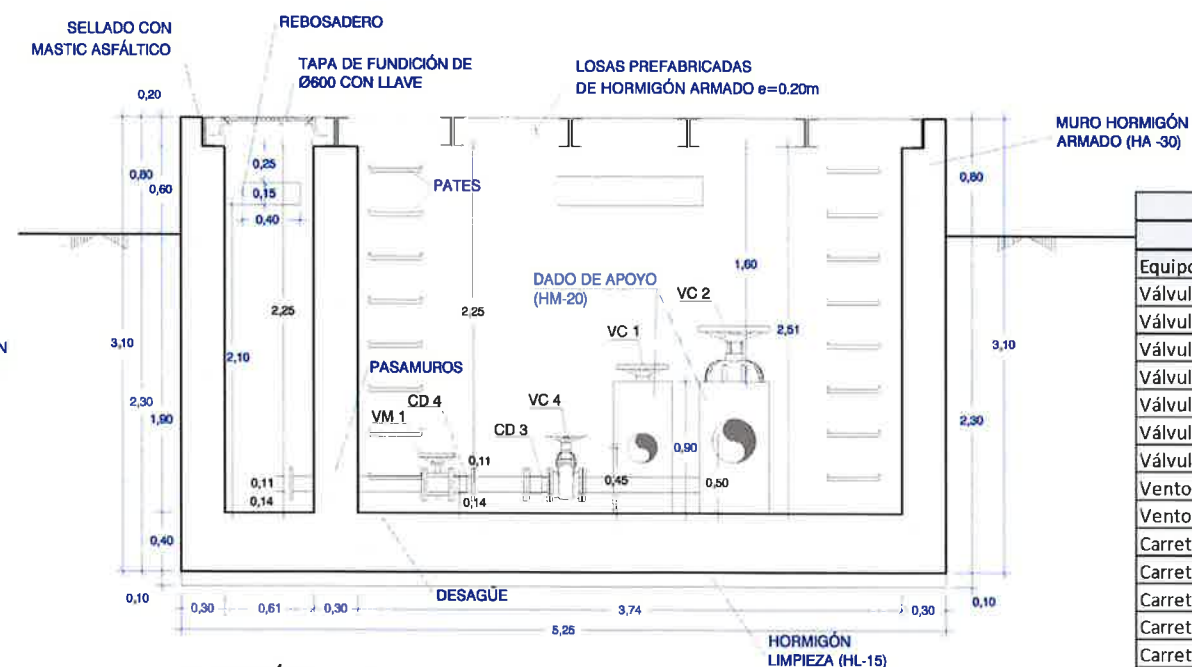 SELLADO CON
MASTIC ASFÁLTICO
REBOSADERO
TAPA DE FUNDICIÓN DE
Ø600 CON LLAVE
LOSAS PREFABRICADAS
DE HORMIGÓN ARMADO e=0.20m
MURO HORMIGÓN
ARMADO (HA -30)
0,20
0,80
0,60
0,25
0,15
0,40
PATES
0,80
DADO DE APOYO
(HM-20)
1,60
VC 2
VC 1
2,25
2,25
2,51
3,10
2,10
3,10
N
PASAMUROS
CD 4
VM 1
VC 4
CD 3
2,30
1,90
0,90
2,30
0,11
0,11
0,45
0,50
0,14
0,14
0,40
0,10
DESAGÜE
0,10
0,30
0,61
0,30
3,74
0,30
5,25
HORMIGÓN
LIMPIEZA (HL-15)
Equipo
Válvul
Válvul
Válvul
Válvul
Válvul
Válvul
Válvul
Vento
Vento
Carret
Carret
Carret
Carret
Carret